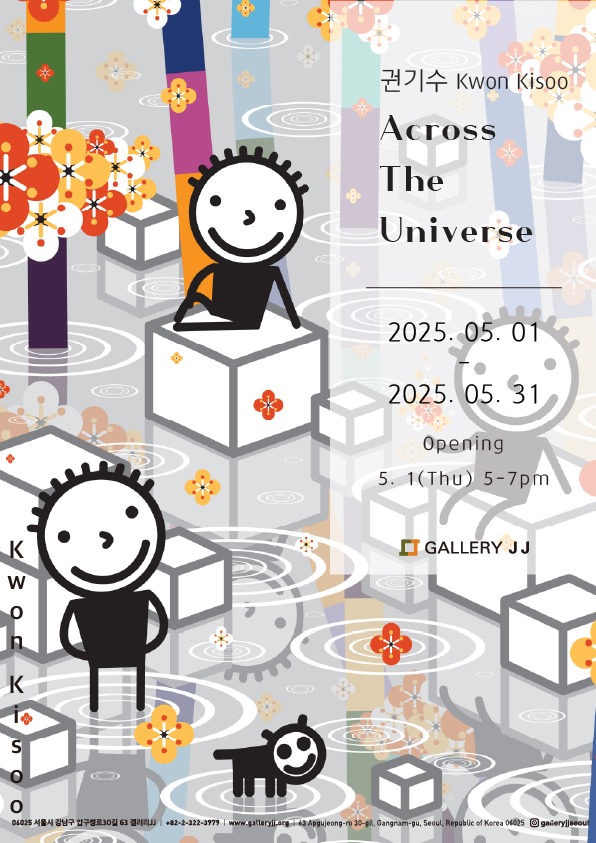 권기수 Kwon Kisoo
Across
The
Universe
2025. 05. 01
–
2025. 05. 31
Opening
5. 1(Thu) 5-7pm
GALLERY JJ
Kwon Kisoo
06025 서울시 강남구 압구정로30길 63 갤러리JJ | +82-2-322-3979 | www.galleryjj.org | 63 Apgujeong-ro 30-gil, Gangnam-gu, Seoul, Republic of Korea 06025 galleryjjseoul